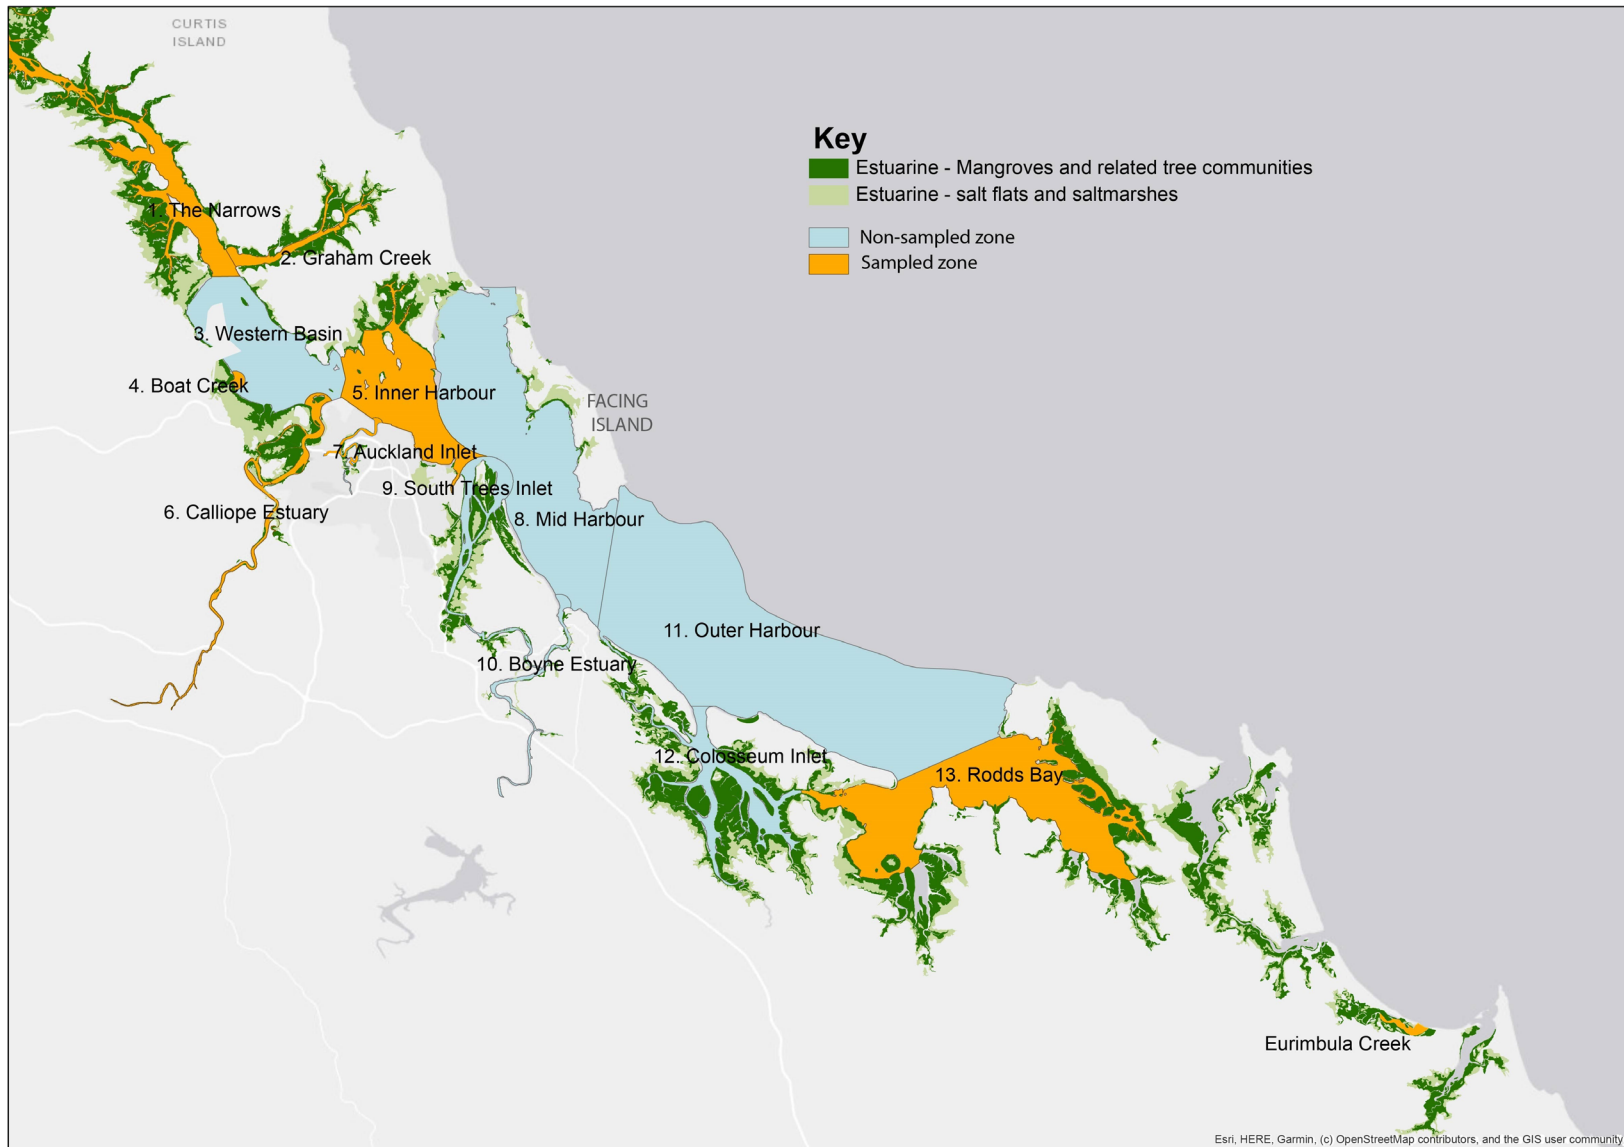 CURTIS
ISLAND
Key
Estuarine - Mangroves and related tree communities
Estuarine - salt flats and saltmarshes
Non-sampled zone
Sampled zone
1. The Narrows
2. Graham Creek
3. Western Basin
4. Boat Creek
5. Inner Harbour
FACING
ISLAND
7. Auckland Inlet
9. South Trees Inlet
6. Calliope Estuary
8. Mid Harbour
11. Outer Harbour
10. Boyne Estuary
12. Colosseum Inlet
13. Rodds Bay
Eurimbula Creek
Esri, HERE, Garmin, (c) OpenStreetMap contributors, and the GIS user community